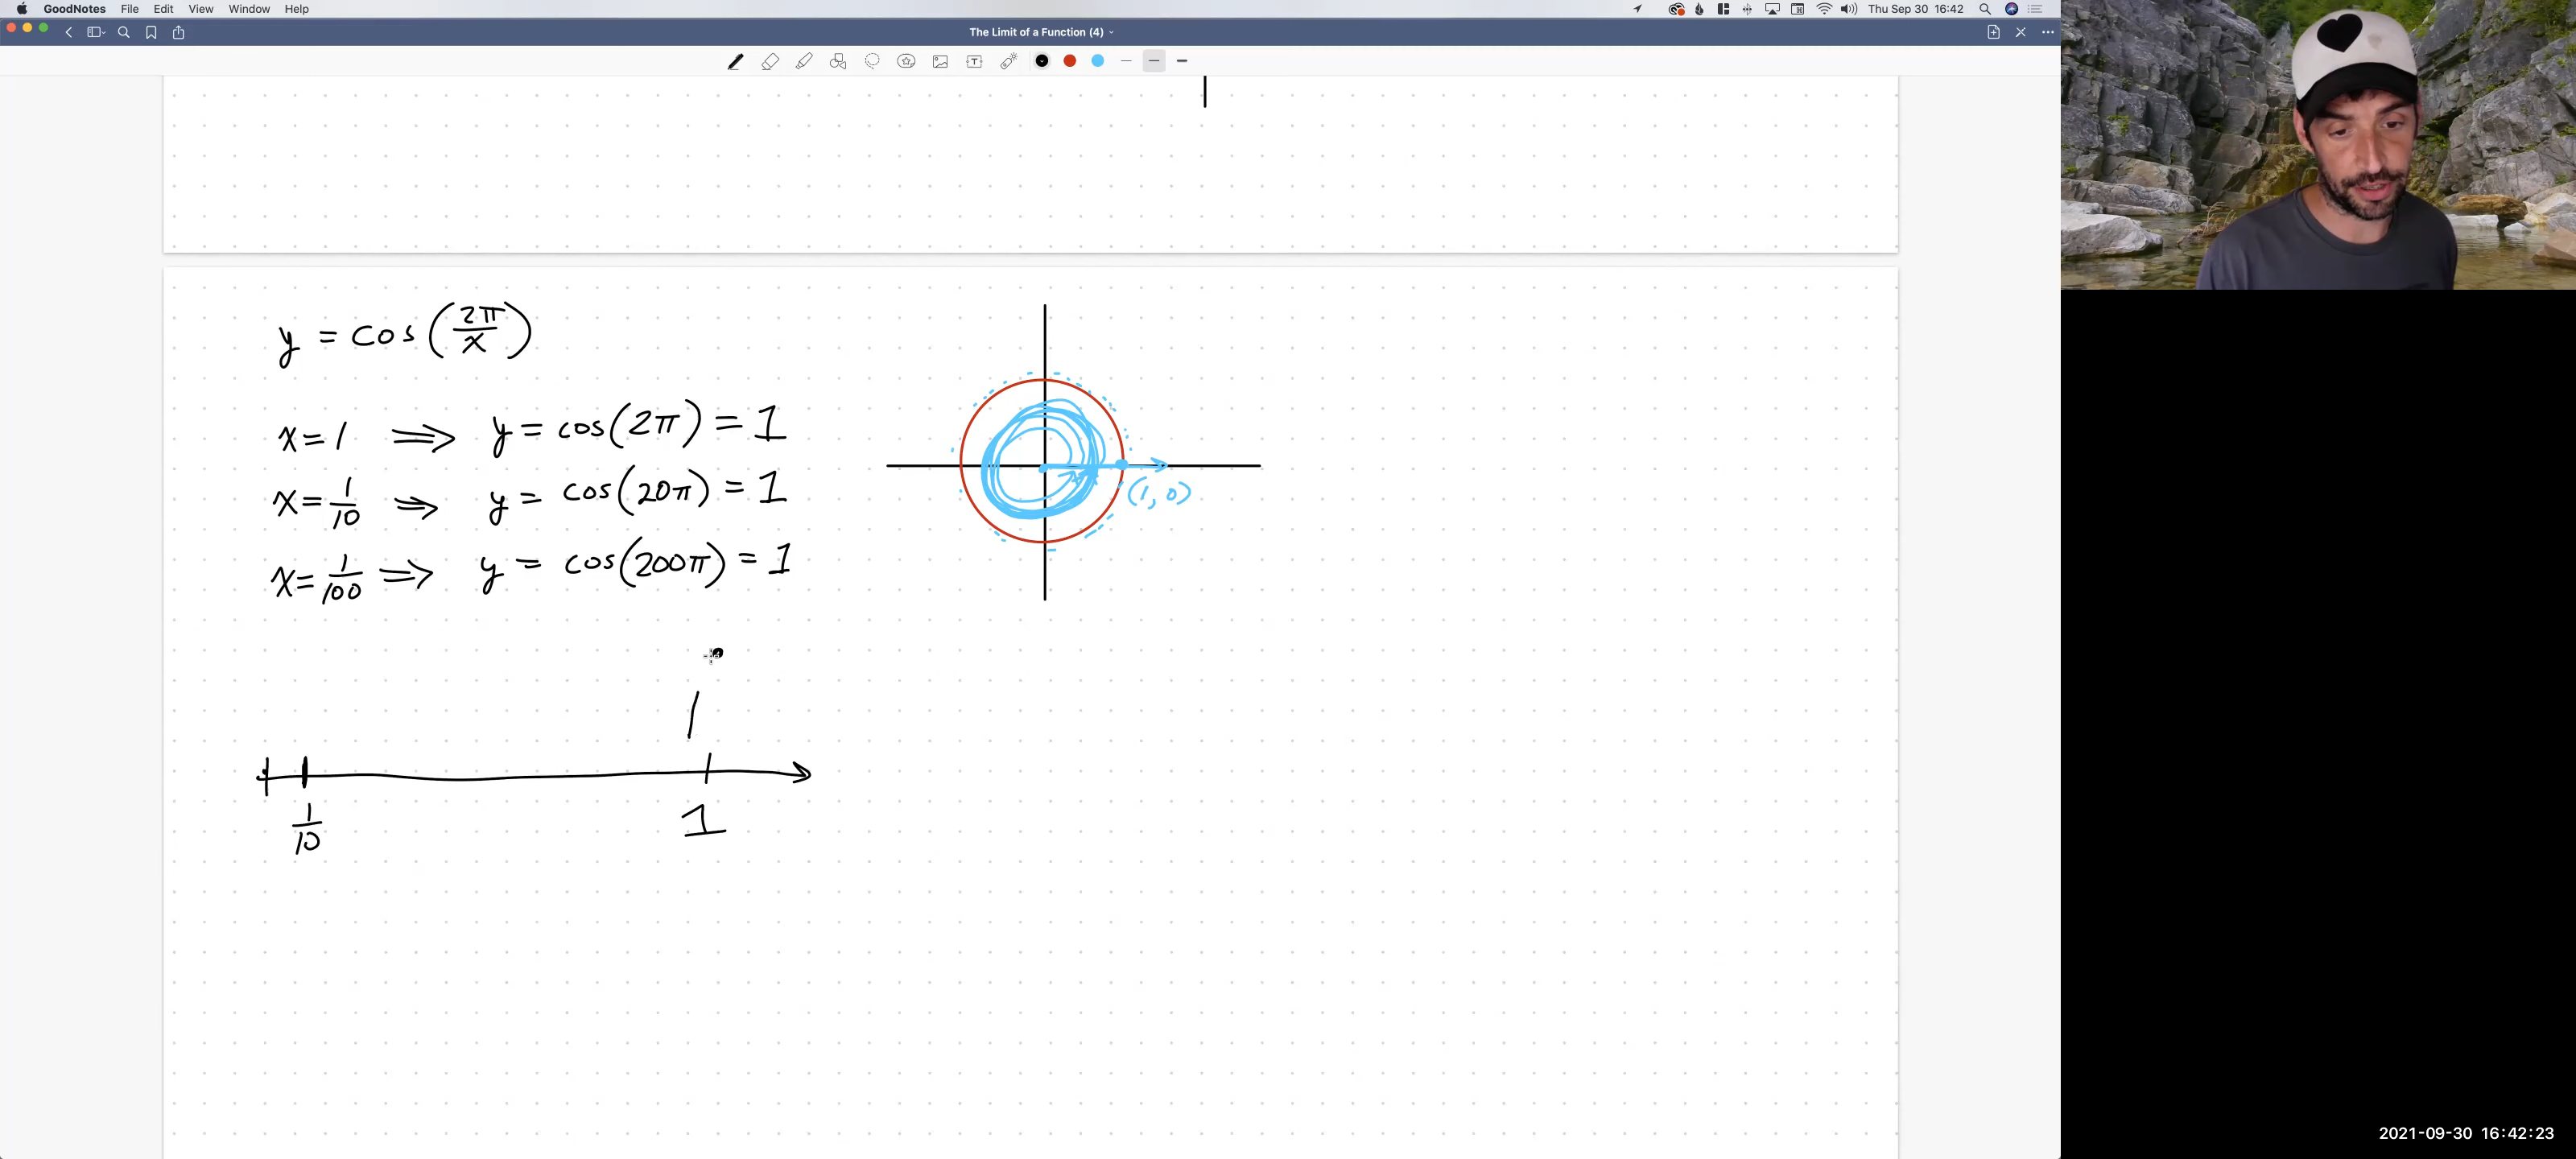 GoodNotes File Edit View Window Help Thu Sep 30 16:42
The Limit of a Function (4)
y = cos(2π/x)
x = 1 ⟹ y = cos(2π) = 1
x = 1/10 ⟹ y = cos(20π) = 1
x = 1/100 ⟹ y = cos(200π) = 1
(1, 0)
1/10 1
2021-09-30 16:42:23